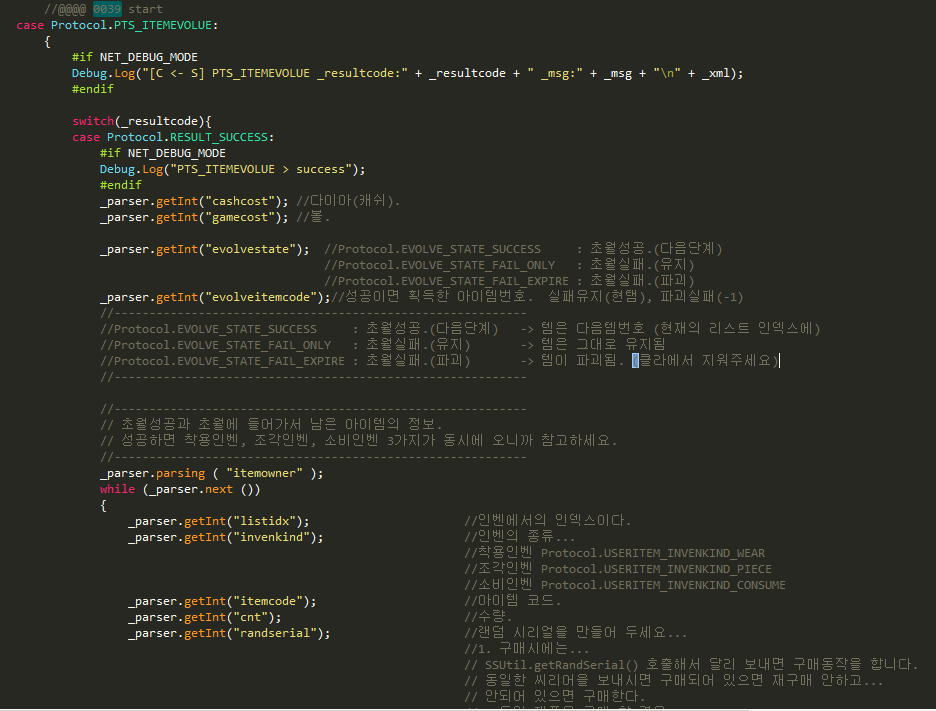 //@@@@ 0039 start
case Protocol.PTS_ITEMEVOLUE:
{
#if NET_DEBUG_MODE
Debug.Log("[C <- S] PTS_ITEMEVOLUE _resultcode:" + _resultcode + " _msg:" + _msg + "\n" + _xml);
#endif
switch(_resultcode){
case Protocol.RESULT_SUCCESS:
#if NET_DEBUG_MODE
Debug.Log("PTS_ITEMEVOLUE > success");
#endif
_parser.getInt("cashcost"); //다이아(캐쉬).
_parser.getInt("gamecost"); //볼.
_parser.getInt("evolvestate"); //Protocol.EVOLVE_STATE_SUCCESS : 초월성공.(다음단계)
//Protocol.EVOLVE_STATE_FAIL_ONLY : 초월실패.(유지)
//Protocol.EVOLVE_STATE_FAIL_EXPIRE : 초월실패.(파괴)
_parser.getInt("evolveitemcode");//성공이면 획득한 아이템번호. 실패유지(현템), 파괴실패(-1)
//-----------------------------------------------------------
//Protocol.EVOLVE_STATE_SUCCESS : 초월성공.(다음단계) -> 템은 다음템번호 (현재의 리스트 인덱스에)
//Protocol.EVOLVE_STATE_FAIL_ONLY : 초월실패.(유지) -> 템은 그대로 유지됨
//Protocol.EVOLVE_STATE_FAIL_EXPIRE : 초월실패.(파괴) -> 템이 파괴됨. (클라에서 지워주세요)
//-----------------------------------------------------------
//-----------------------------------------------------------
// 초월성공과 초월에 들어가서 남은 아이템의 정보.
// 성공하면 착용인벤, 조각인벤, 소비인벤 3가지가 동시에 오니까 참고하세요.
//-----------------------------------------------------------
_parser.parsing ( "itemowner" );
while (_parser.next ())
{
_parser.getInt("listidx"); //인벤에서의 인덱스이다.
_parser.getInt("invenkind"); //인벤의 종류...
//착용인벤 Protocol.USERITEM_INVENKIND_WEAR
//조각인벤 Protocol.USERITEM_INVENKIND_PIECE
//소비인벤 Protocol.USERITEM_INVENKIND_CONSUME
_parser.getInt("itemcode"); //아이템 코드.
_parser.getInt("cnt"); //수량.
_parser.getInt("randserial"); //랜덤 시리얼을 만들어 두세요...
//1. 구매시에는...
// SSUtil.getRandSerial() 호출해서 달리 보내면 구매동작을 합니다.
// 동일한 씨리어을 보내시면 구매되어 있으면 재구매 안하고...
// 안되어 있으면 구매한다.